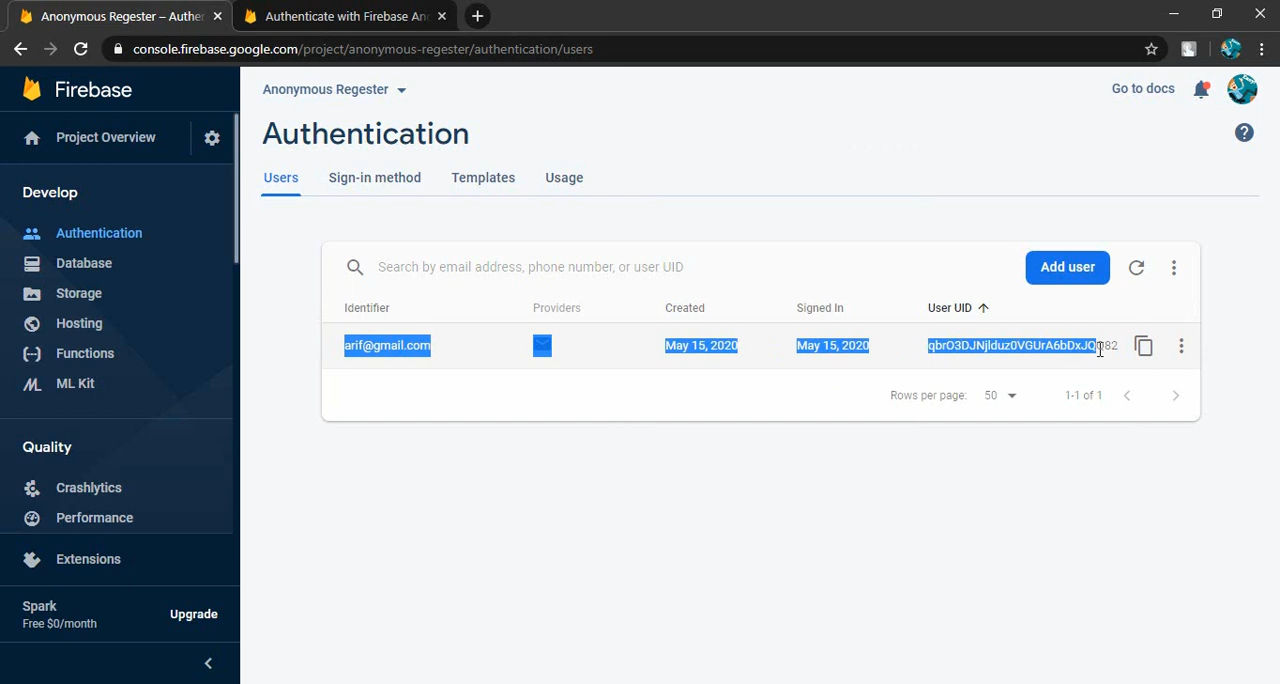 Anonymous Regester – Auther
Authenticate with Firebase An
console.firebase.google.com/project/anonymous-regester/authentication/users
Firebase
Project Overview
Develop
Authentication
Database
Storage
Hosting
Functions
ML Kit
Quality
Crashlytics
Performance
Extensions
Spark
Free $0/month
Upgrade
Anonymous Regester
Go to docs
Authentication
Users Sign-in method Templates Usage
Search by email address, phone number, or user UID
Add user
Identifier Providers Created Signed In User UID
arif@gmail.com May 15, 2020 May 15, 2020
Rows per page: 50 1-1 of 1